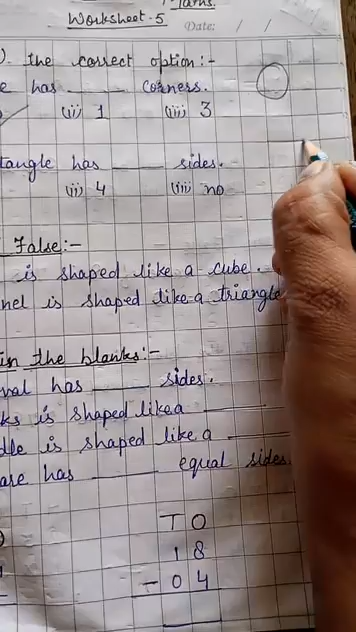 Maths.
Worksheet-5
Date: / /
the correct option:-
has ____ corners.
(ii) 1 (iii) 3
tangle has ____ sides.
(ii) 4 (iii) no
False:-
is shaped like a cube.
nel is shaped like a triangle
in the blanks:-
val has ____ sides.
ks is shaped like a ____
dle is shaped like a ____
are has ____ equal sides.
T O
1 8
- 0 4